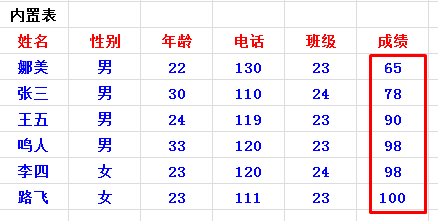 内置表
姓名 性别 年龄 电话 班级 成绩
娜美 男 22 130 23 65
张三 男 30 110 24 78
王五 男 24 119 23 90
鸣人 男 33 120 23 98
李四 女 23 120 24 98
路飞 女 23 111 23 100